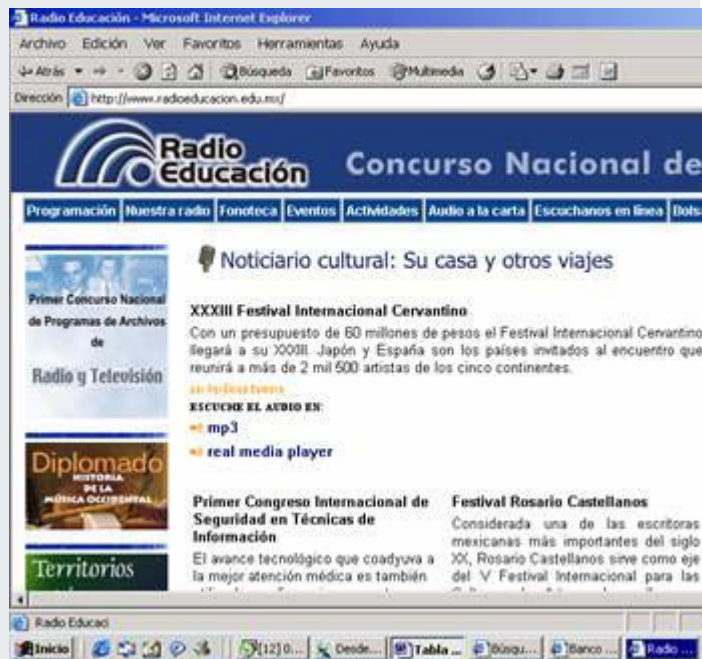 Radio Educación - Microsoft Internet Explorer
Archivo Edición Ver Favoritos Herramientas Ayuda
Atrás Búsqueda Favoritos Multimedia
Dirección http://www.radioeducacion.edu.mx/
Radio
Educación
Concurso Nacional de
Programación Nuestra radio Fonoteca Eventos Actividades Audio a la carta Escuchanos en línea Bols
Primer Concurso Nacional
de Programas de Archivos
de
Radio y Televisión
Diplomado
HISTORIA
DE LA
MÚSICA OCCIDENTAL
Territorios
Noticiario cultural: Su casa y otros viajes
XXXIII Festival Internacional Cervantino
Con un presupuesto de 60 millones de pesos el Festival Internacional Cervantino
llegará a su XXXIII. Japón y España son los países invitados al encuentro que
reunirá a más de 2 mil 500 artistas de los cinco continentes.
ESCUCHE EL AUDIO EN:
mp3
real media player
Primer Congreso Internacional de
Seguridad en Técnicas de
Información
El avance tecnológico que coadyuva a
la mejor atención médica es también
Festival Rosario Castellanos
Considerada una de las escritoras
mexicanas más importantes del siglo
XX, Rosario Castellanos sirve como eje
del V Festival Internacional para las
Radio Educaci
Inicio [12] O... Desde... Tabla ... Búsqu... Banco ... Radio ...